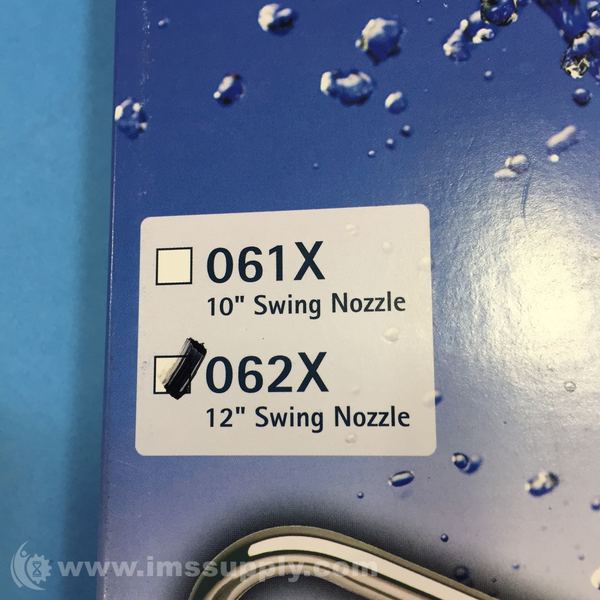 061X
10" Swing Nozzle
062X
12" Swing Nozzle
www.imssupply.com